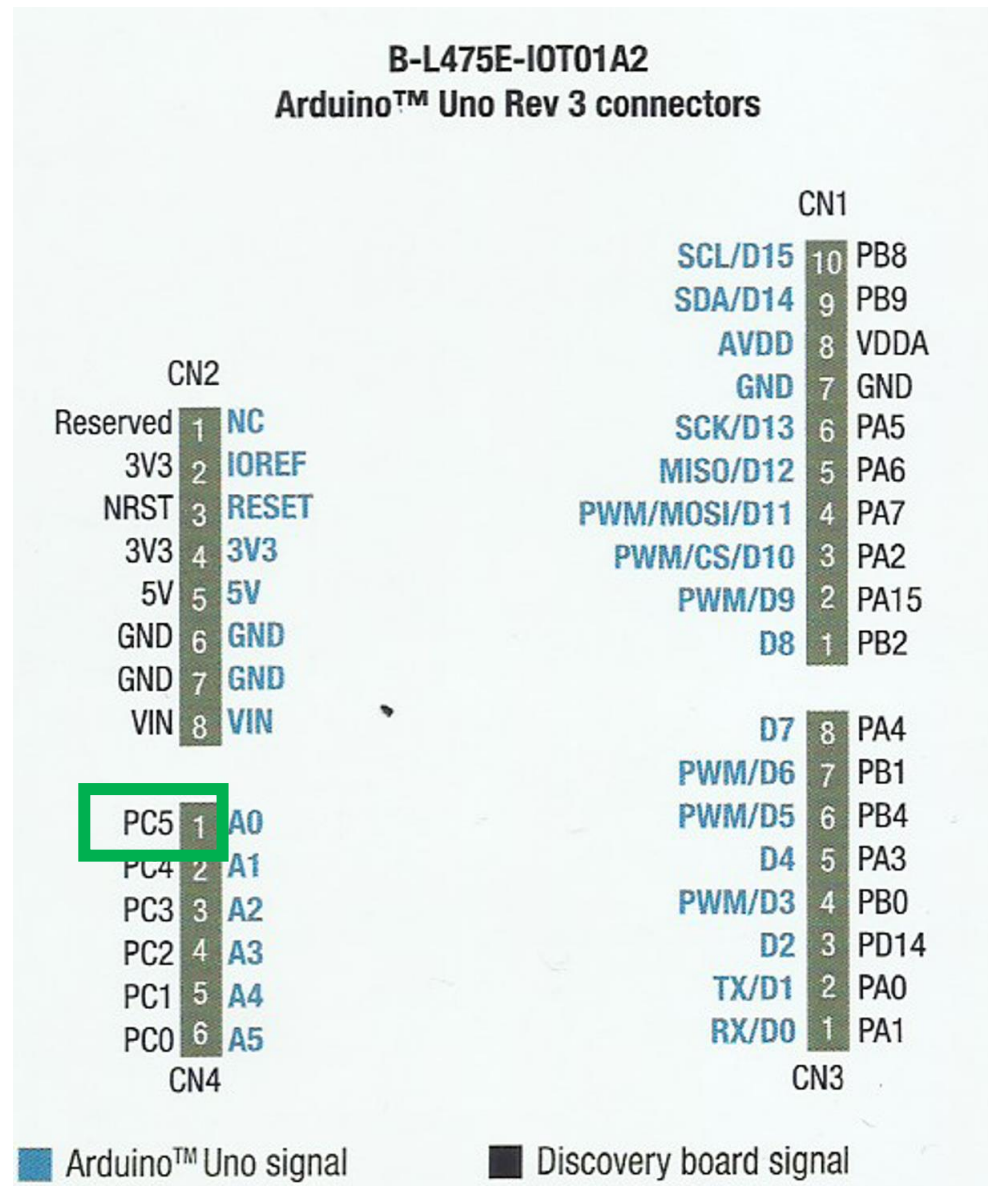 B-L475E-IOT01A2
Arduino™ Uno Rev 3 connectors
CN2
Reserved 1 NC
3V3 2 IOREF
NRST 3 RESET
3V3 4 3V3
5V 5 5V
GND 6 GND
GND 7 GND
VIN 8 VIN
PC5 1 A0
PC4 2 A1
PC3 3 A2
PC2 4 A3
PC1 5 A4
PC0 6 A5
CN4
CN1
SCL/D15 10 PB8
SDA/D14 9 PB9
AVDD 8 VDDA
GND 7 GND
SCK/D13 6 PA5
MISO/D12 5 PA6
PWM/MOSI/D11 4 PA7
PWM/CS/D10 3 PA2
PWM/D9 2 PA15
D8 1 PB2
D7 8 PA4
PWM/D6 7 PB1
PWM/D5 6 PB4
D4 5 PA3
PWM/D3 4 PB0
D2 3 PD14
TX/D1 2 PA0
RX/D0 1 PA1
CN3
Arduino™ Uno signal
Discovery board signal